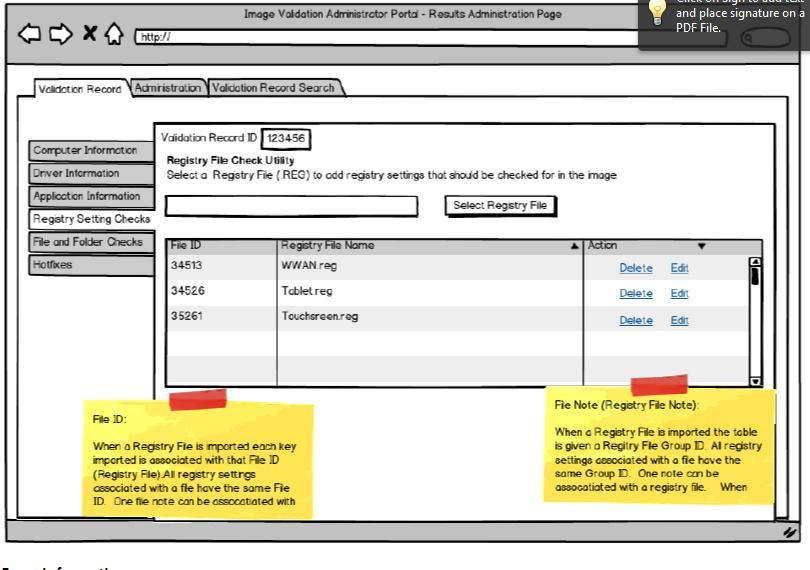 Image Validation Administrator Portal - Results Administration Page
http://
and place signature on a
PDF File.
Validation Record
Administration
Validation Record Search
Computer Information
Driver Information
Application Information
Registry Setting Checks
File and Folder Checks
Hotfixes
Validation Record ID 123456
Registry File Check Utility
Select a Registry File (.REG) to add registry settings that should be checked for in the image
Select Registry File
File ID Registry File Name Action
34513 WWAN.reg Delete Edit
34526 Tablet.reg Delete Edit
35261 Touchsreen.reg Delete Edit
File ID:
When a Registry File is imported each key
imported is associated with that File ID
(Registry File).All registry settings
associated with a file have the same File
ID. One file note can be assocatiated with
File Note (Registry File Note):
When a Registry File is imported the table
is given a Regitry File Group ID. All registry
settings associated with a file have the
same Group ID. One note can be
assocatiated with a registry file. When